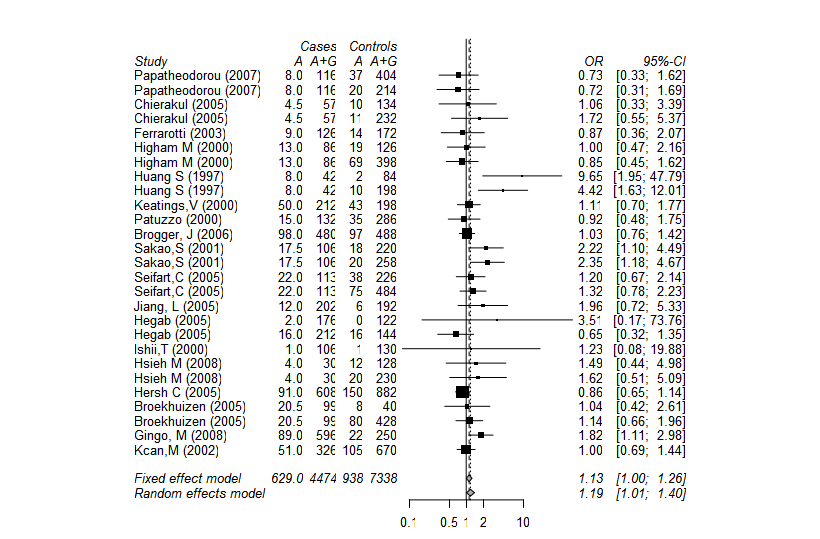 Cases Controls
Study A A+G A A+G OR 95%-CI
Papatheodorou (2007) 8.0 116 37 404 0.73 [0.33; 1.62]
Papatheodorou (2007) 8.0 116 20 214 0.72 [0.31; 1.69]
Chierakul (2005) 4.5 57 10 134 1.06 [0.33; 3.39]
Chierakul (2005) 4.5 57 11 232 1.72 [0.55; 5.37]
Ferrarotti (2003) 9.0 126 14 172 0.87 [0.36; 2.07]
Higham M (2000) 13.0 86 19 126 1.00 [0.47; 2.16]
Higham M (2000) 13.0 86 69 398 0.85 [0.45; 1.62]
Huang S (1997) 8.0 42 2 84 9.65 [1.95; 47.79]
Huang S (1997) 8.0 42 10 198 4.42 [1.63; 12.01]
Keatings,V (2000) 50.0 212 43 198 1.11 [0.70; 1.77]
Patuzzo (2000) 15.0 132 35 286 0.92 [0.48; 1.75]
Brogger, J (2006) 98.0 480 97 488 1.03 [0.76; 1.42]
Sakao,S (2001) 17.5 106 18 220 2.22 [1.10; 4.49]
Sakao,S (2001) 17.5 106 20 258 2.35 [1.18; 4.67]
Seifart,C (2005) 22.0 113 38 226 1.20 [0.67; 2.14]
Seifart,C (2005) 22.0 113 75 484 1.32 [0.78; 2.23]
Jiang, L (2005) 12.0 202 6 192 1.96 [0.72; 5.33]
Hegab (2005) 2.0 176 0 122 3.51 [0.17; 73.76]
Hegab (2005) 16.0 212 16 144 0.65 [0.32; 1.35]
Ishii,T (2000) 1.0 106 1 130 1.23 [0.08; 19.88]
Hsieh M (2008) 4.0 30 12 128 1.49 [0.44; 4.98]
Hsieh M (2008) 4.0 30 20 230 1.62 [0.51; 5.09]
Hersh C (2005) 91.0 608 150 882 0.86 [0.65; 1.14]
Broekhuizen (2005) 20.5 99 8 40 1.04 [0.42; 2.61]
Broekhuizen (2005) 20.5 99 80 428 1.14 [0.66; 1.96]
Gingo, M (2008) 89.0 596 22 250 1.82 [1.11; 2.98]
Kcan,M (2002) 51.0 326 105 670 1.00 [0.69; 1.44]
Fixed effect model 629.0 4474 938 7338 1.13 [1.00; 1.26]
Random effects model 1.19 [1.01; 1.40]
0.1 0.5 1 2 10